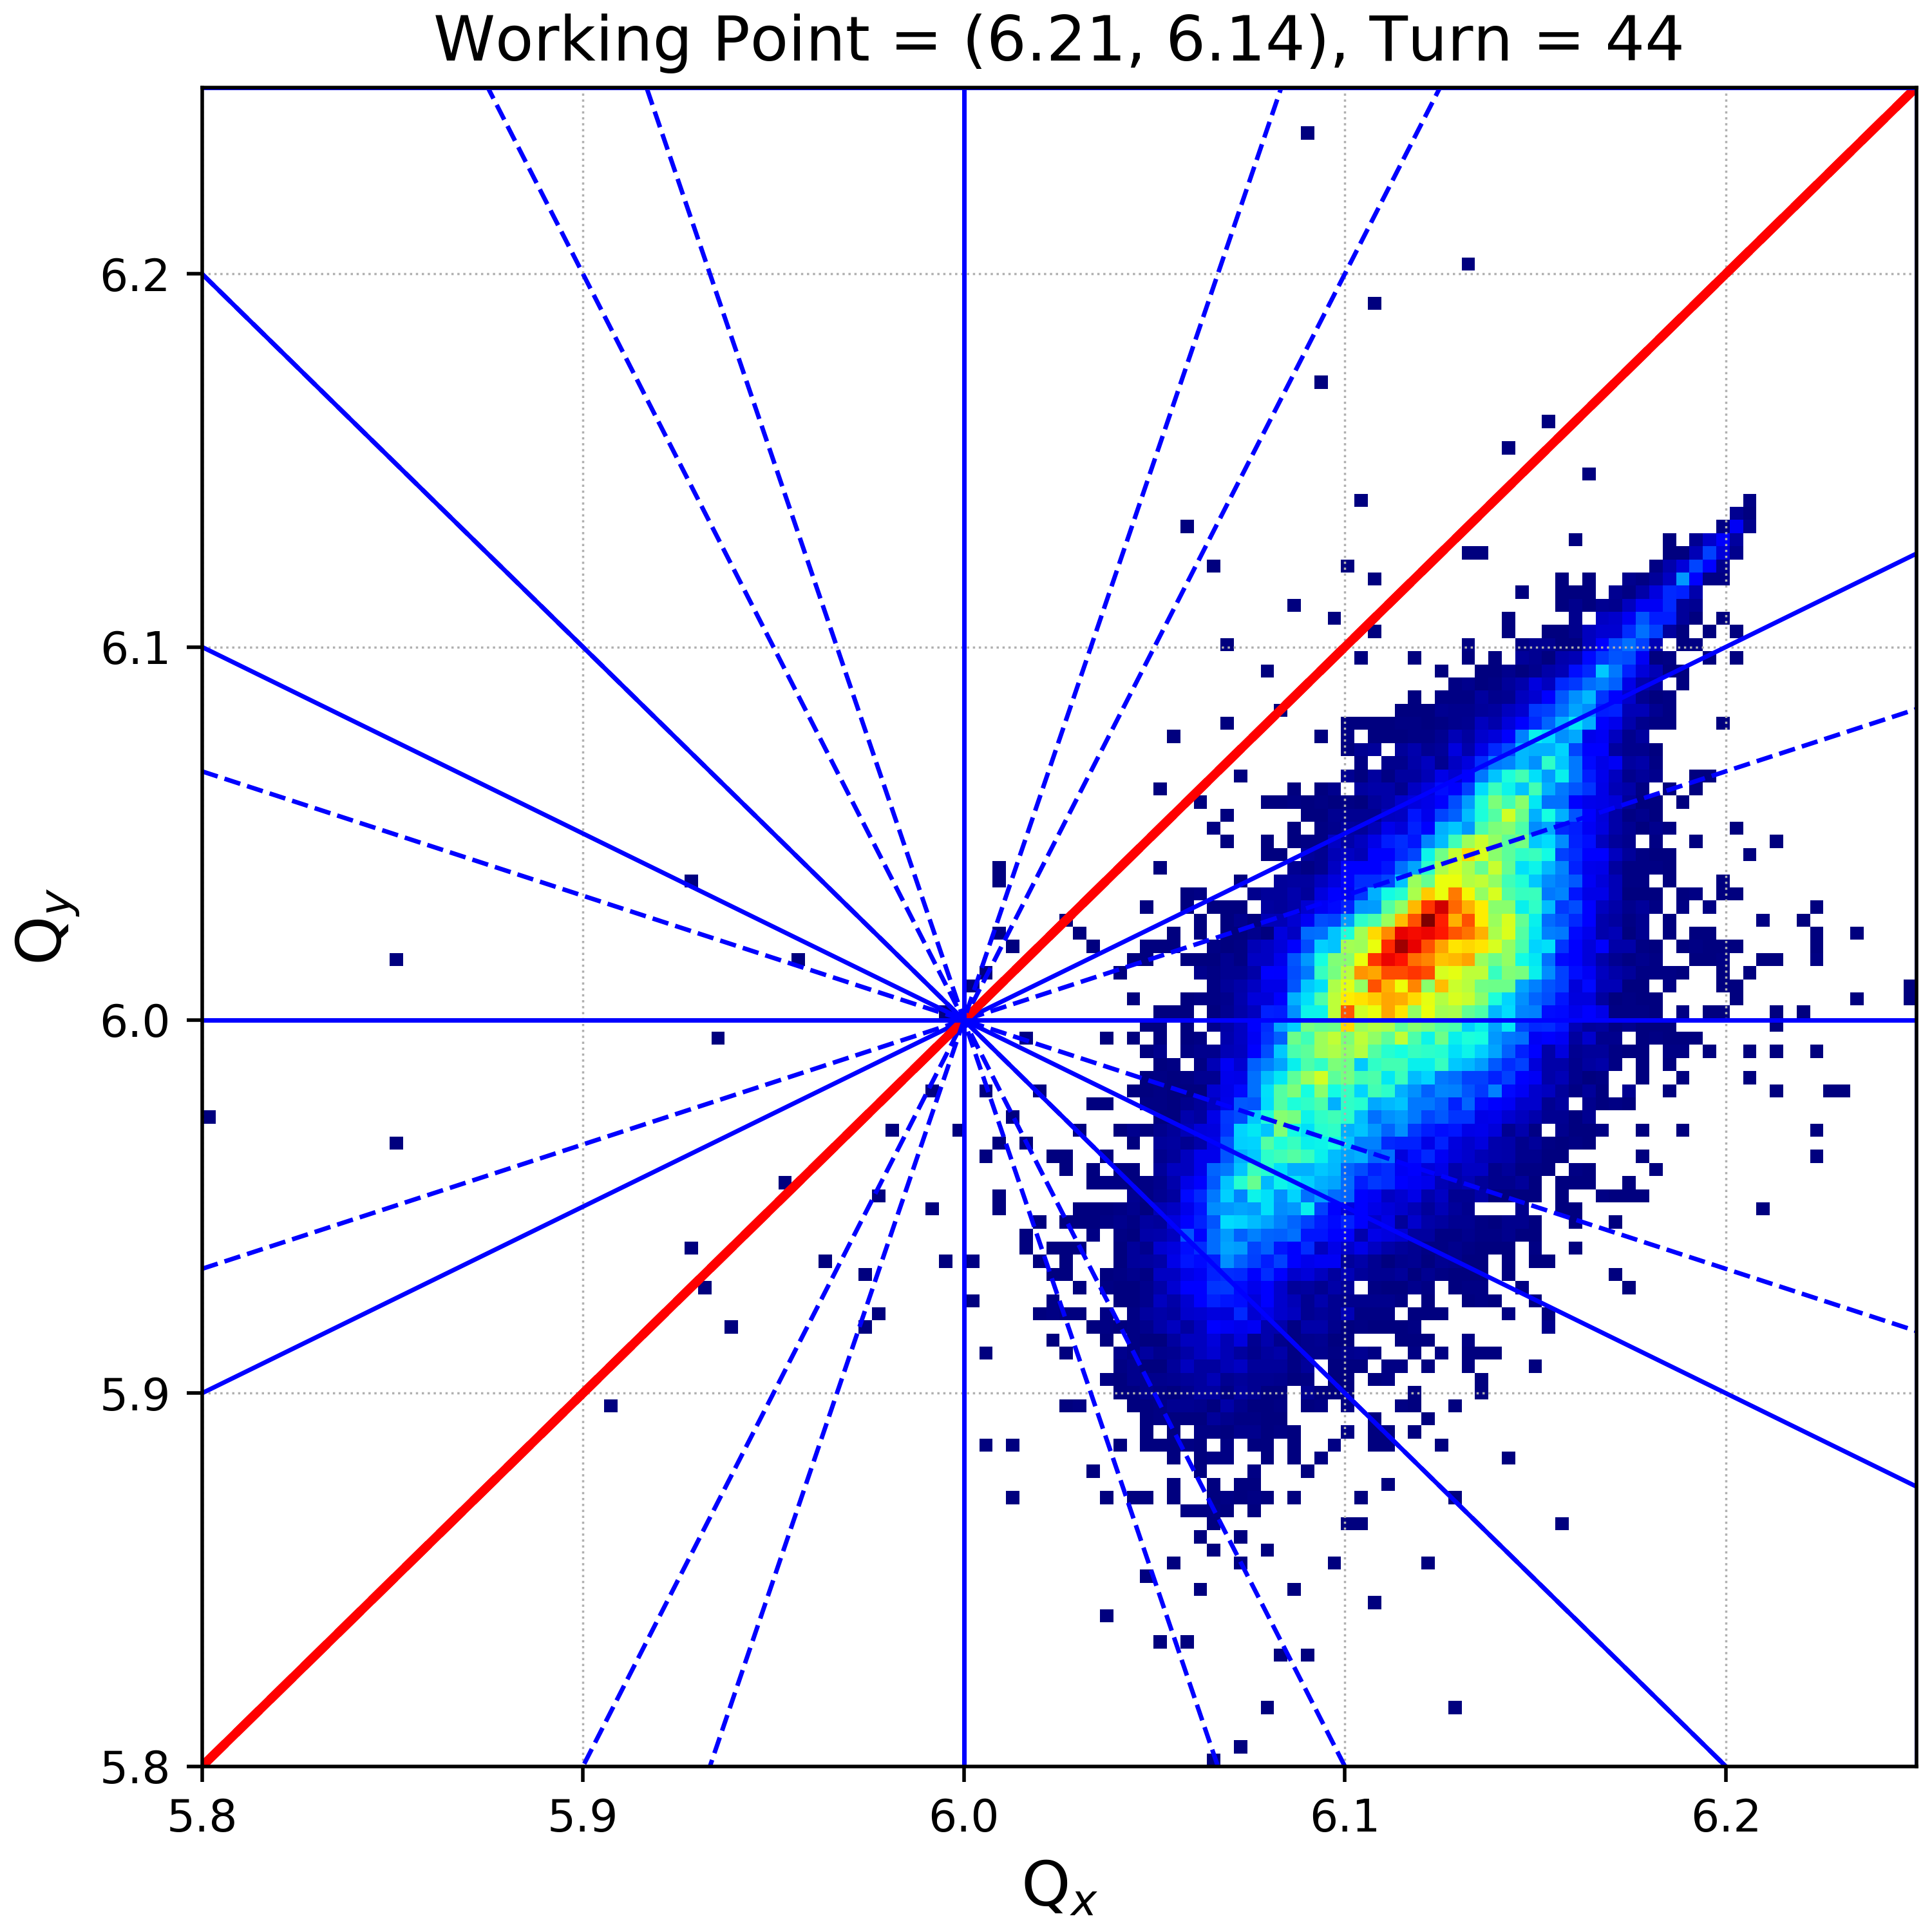 Working Point = (6.21, 6.14), Turn = 44
6.2
6.1
6.0
5.9
5.8
Qy
5.8 5.9 6.0 6.1 6.2
Qx